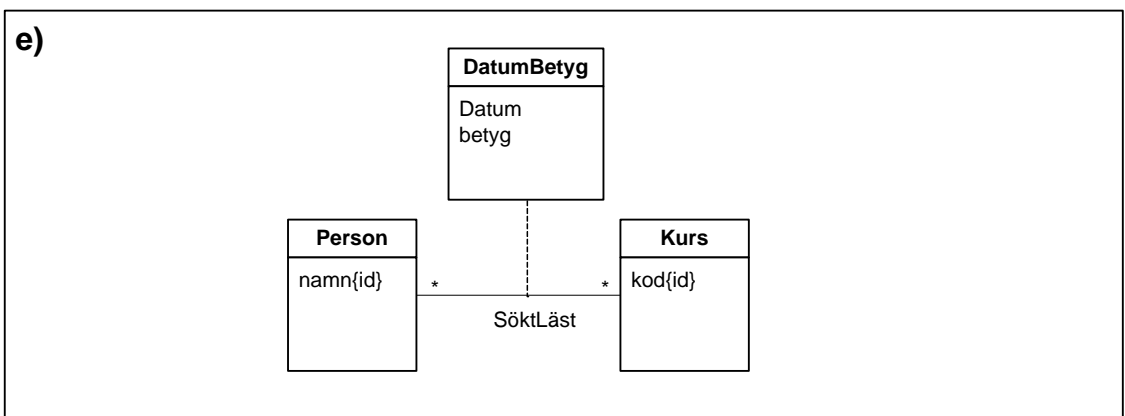 e)
DatumBetyg
Datum
betyg
Person
Kurs
namn{id}
*
*
kod{id}
SöktLäst